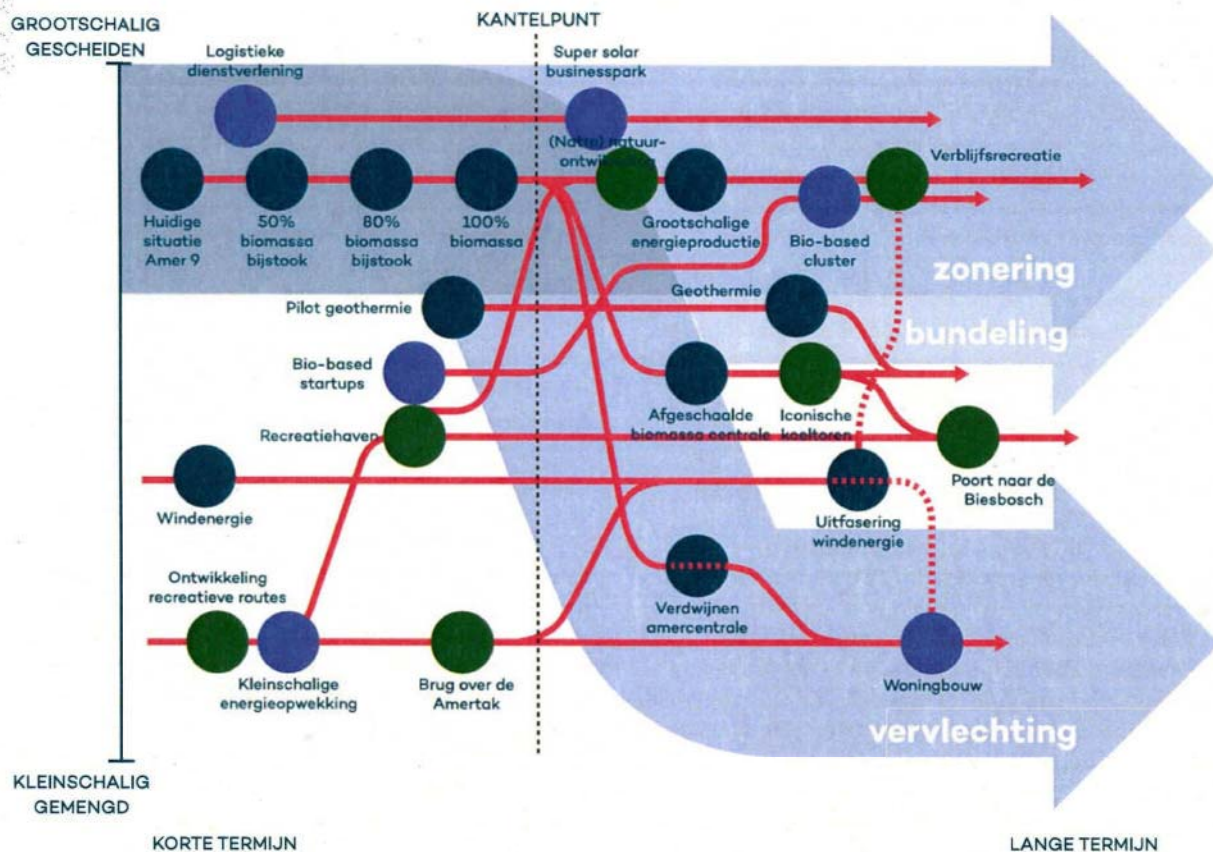 GROOTSCHALIG
GESCHEIDEN
KANTELPUNT
Logistieke
dienstverlening
Super solar
businesspark
(Natte) natuur-
ontwikkeling
Verblijfsrecreatie
Huidige
situatie
Amer 9
50%
biomassa
bijstook
80%
biomassa
bijstook
100%
biomassa
Grootschalige
energieproductie
Bio-based
cluster
zonering
Pilot geothermie
Geothermie
bundeling
Bio-based
startups
Afgeschaalde
biomassa centrale
Iconische
koeltoren
Recreatiehaven
Poort naar de
Biesbosch
Windenergie
Uitfasering
windenergie
Ontwikkeling
recreatieve routes
Verdwijnen
amercentrale
Kleinschalige
energieopwekking
Brug over de
Amertak
Woningbouw
vervlechting
KLEINSCHALIG
GEMENGD
KORTE TERMIJN
LANGE TERMIJN